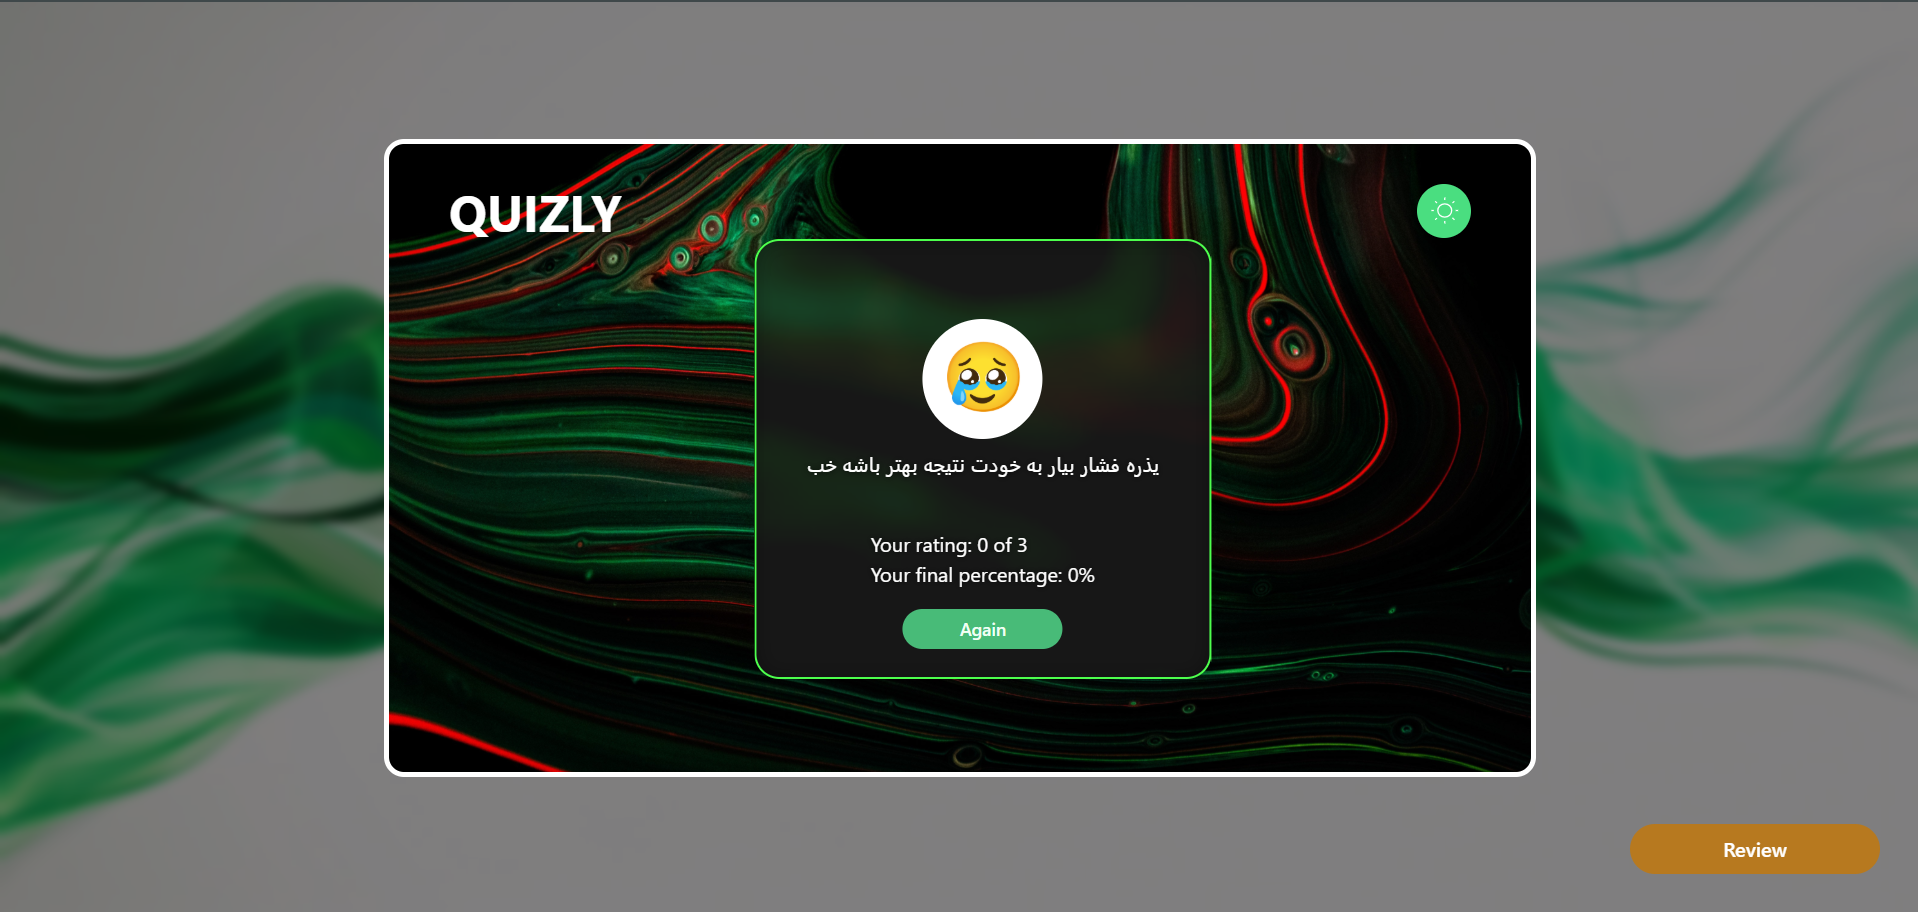 QUIZLY
یذره فشار بیار به خودت نتیجه بهتر باشه خب
Your rating: 0 of 3
Your final percentage: 0%
Again
Review